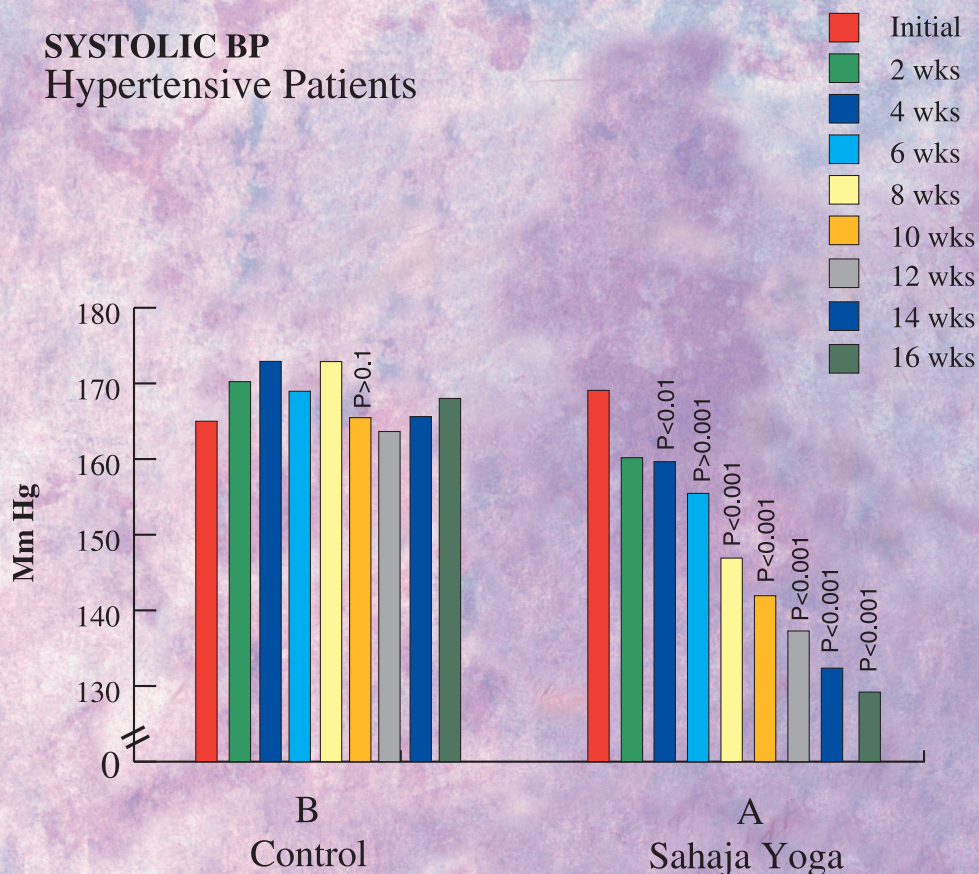 SYSTOLIC BP
Hypertensive Patients
Initial
2 wks
4 wks
6 wks
8 wks
10 wks
12 wks
14 wks
16 wks
Mm Hg
180
170
160
150
140
130
0
P>0.1
P<0.01
P>0.001
P<0.001
P<0.001
P<0.001
P<0.001
P<0.001
B
Control
A
Sahaja Yoga